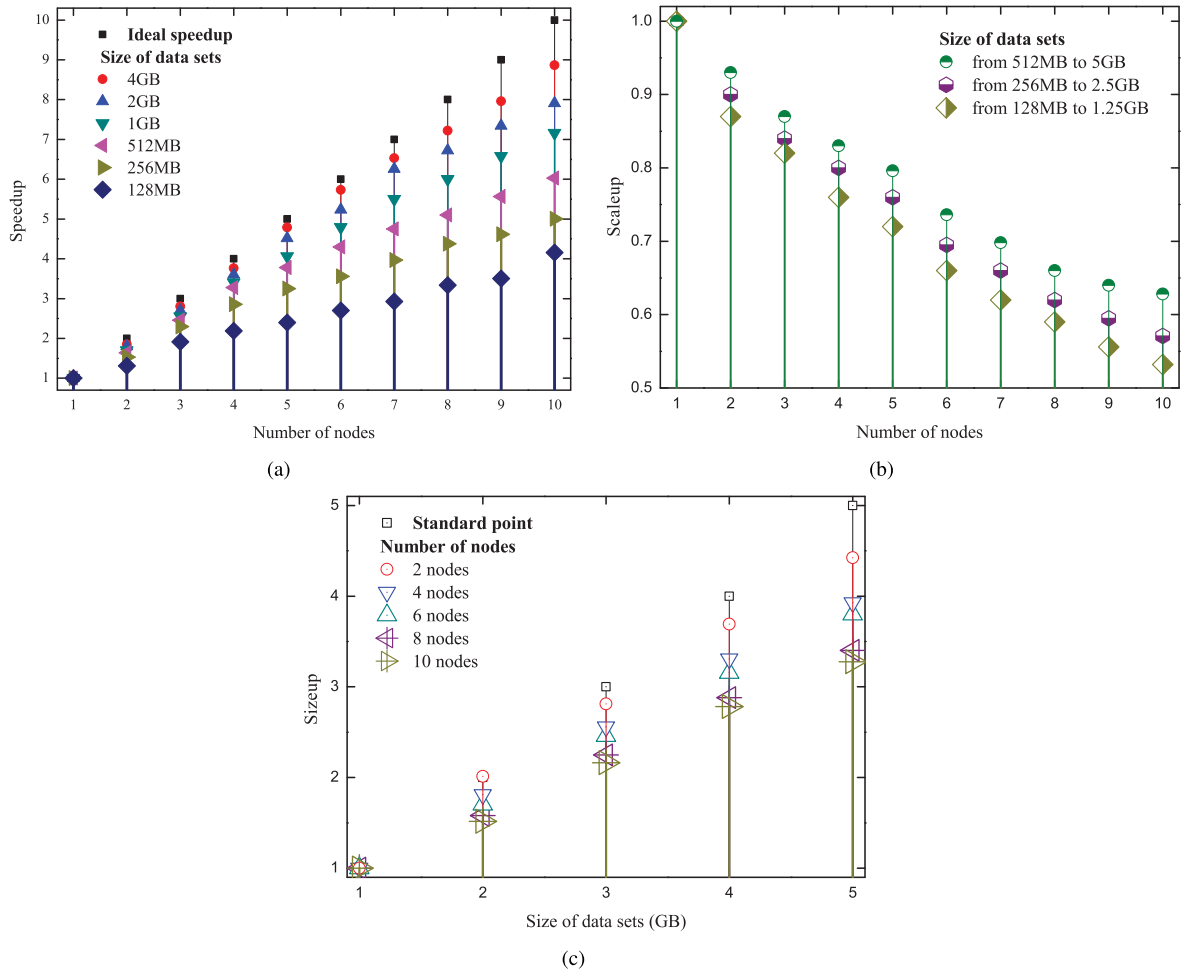 10
9
8
7
6
5
4
3
2
1
Speedup
Ideal speedup
Size of data sets
4GB
2GB
1GB
512MB
256MB
128MB
1 2 3 4 5 6 7 8 9 10
Number of nodes
(a)
1.0
0.9
0.8
0.7
0.6
0.5
Scaleup
Size of data sets
from 512MB to 5GB
from 256MB to 2.5GB
from 128MB to 1.25GB
1 2 3 4 5 6 7 8 9 10
Number of nodes
(b)
5
4
3
2
1
Sizeup
Standard point
Number of nodes
2 nodes
4 nodes
6 nodes
8 nodes
10 nodes
1 2 3 4 5
Size of data sets (GB)
(c)